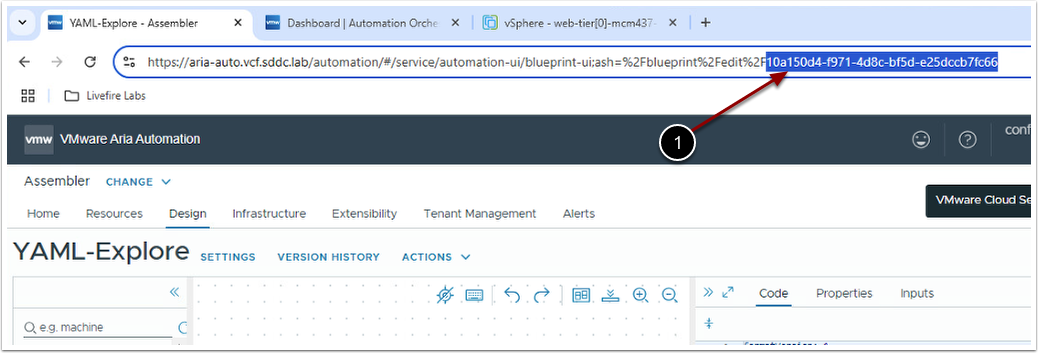 YAML-Explore - Assembler
Dashboard | Automation Orche
vSphere - web-tier[0]-mcm437-
https://aria-auto.vcf.sddc.lab/automation/#/service/automation-ui/blueprint-ui;ash=%2Fblueprint%2Fedit%2F10a150d4-f971-4d8c-bf5d-e25dccb7fc66
Livefire Labs
1
vmw VMware Aria Automation
conf
Assembler CHANGE
VMware Cloud Se
Home Resources Design Infrastructure Extensibility Tenant Management Alerts
YAML-Explore SETTINGS VERSION HISTORY ACTIONS
Code Properties Inputs
e.g. machine